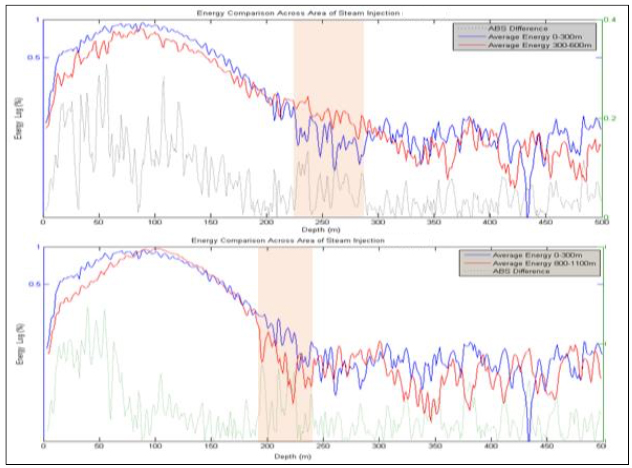 Energy Comparison Across Area of Steam Injection
ABS Difference
Average Energy 0-300m
Average Energy 300-600m
0.4
0.5
0.2
0
Energy Log (%)
0 50 100 150 200 250 300 350 400 450 500
Depth (m)
Energy Comparison Across Area of Steam Injection
1
Average Energy 0-300m
Average Energy 800-1100m
ABS Difference
0.5
Energy Log (%)
0 50 100 150 200 250 300 350 400 450 500
Depth (m)